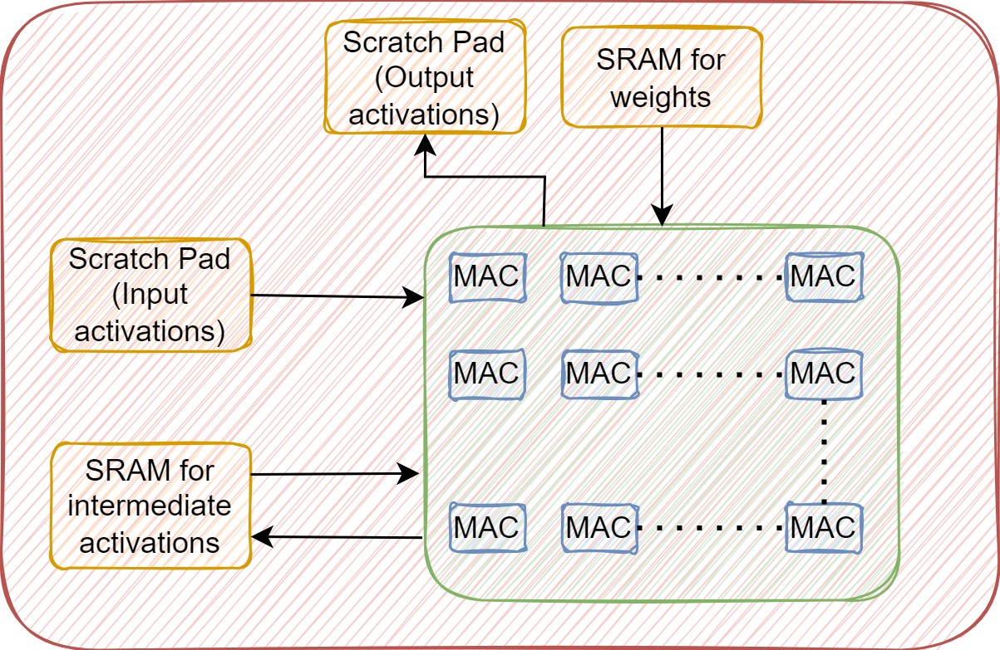 Scratch Pad
(Output
activations)
SRAM for
weights
Scratch Pad
(Input
activations)
MAC MAC MAC
MAC MAC MAC
SRAM for
intermediate
activations
MAC MAC MAC